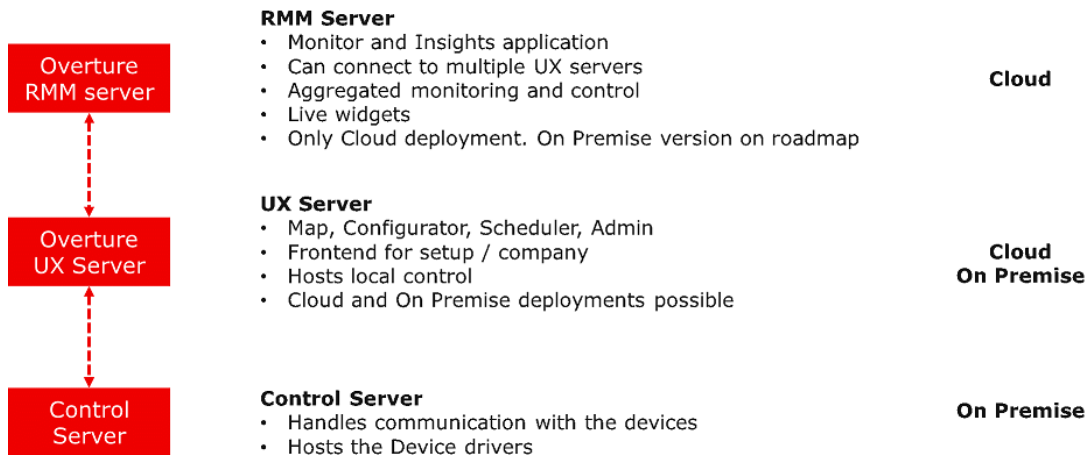 Overture
RMM server
RMM Server
• Monitor and Insights application
• Can connect to multiple UX servers
• Aggregated monitoring and control
• Live widgets
• Only Cloud deployment. On Premise version on roadmap
Cloud
Overture
UX Server
UX Server
• Map, Configurator, Scheduler, Admin
• Frontend for setup / company
• Hosts local control
• Cloud and On Premise deployments possible
Cloud
On Premise
Control
Server
Control Server
• Handles communication with the devices
• Hosts the Device drivers
On Premise